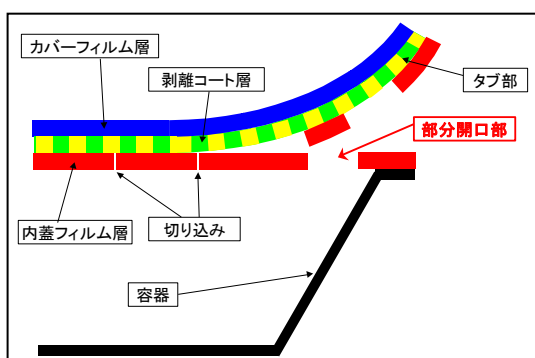 カバーフィルム層
剥離コート層
タブ部
部分開口部
内蓋フィルム層
切り込み
容器